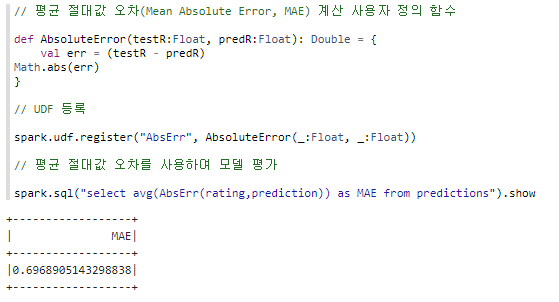 // 평균 절대값 오차(Mean Absolute Error, MAE) 계산 사용자 정의 함수
def AbsoluteError(testR:Float, predR:Float): Double = {
    val err = (testR - predR)
Math.abs(err)
}
// UDF 등록
spark.udf.register("AbsErr", AbsoluteError(_:Float, _:Float))
// 평균 절대값 오차를 사용하여 모델 평가
spark.sql("select avg(AbsErr(rating,prediction)) as MAE from predictions").show
+------------------+
|               MAE|
+------------------+
|0.6968905143298838|
+------------------+